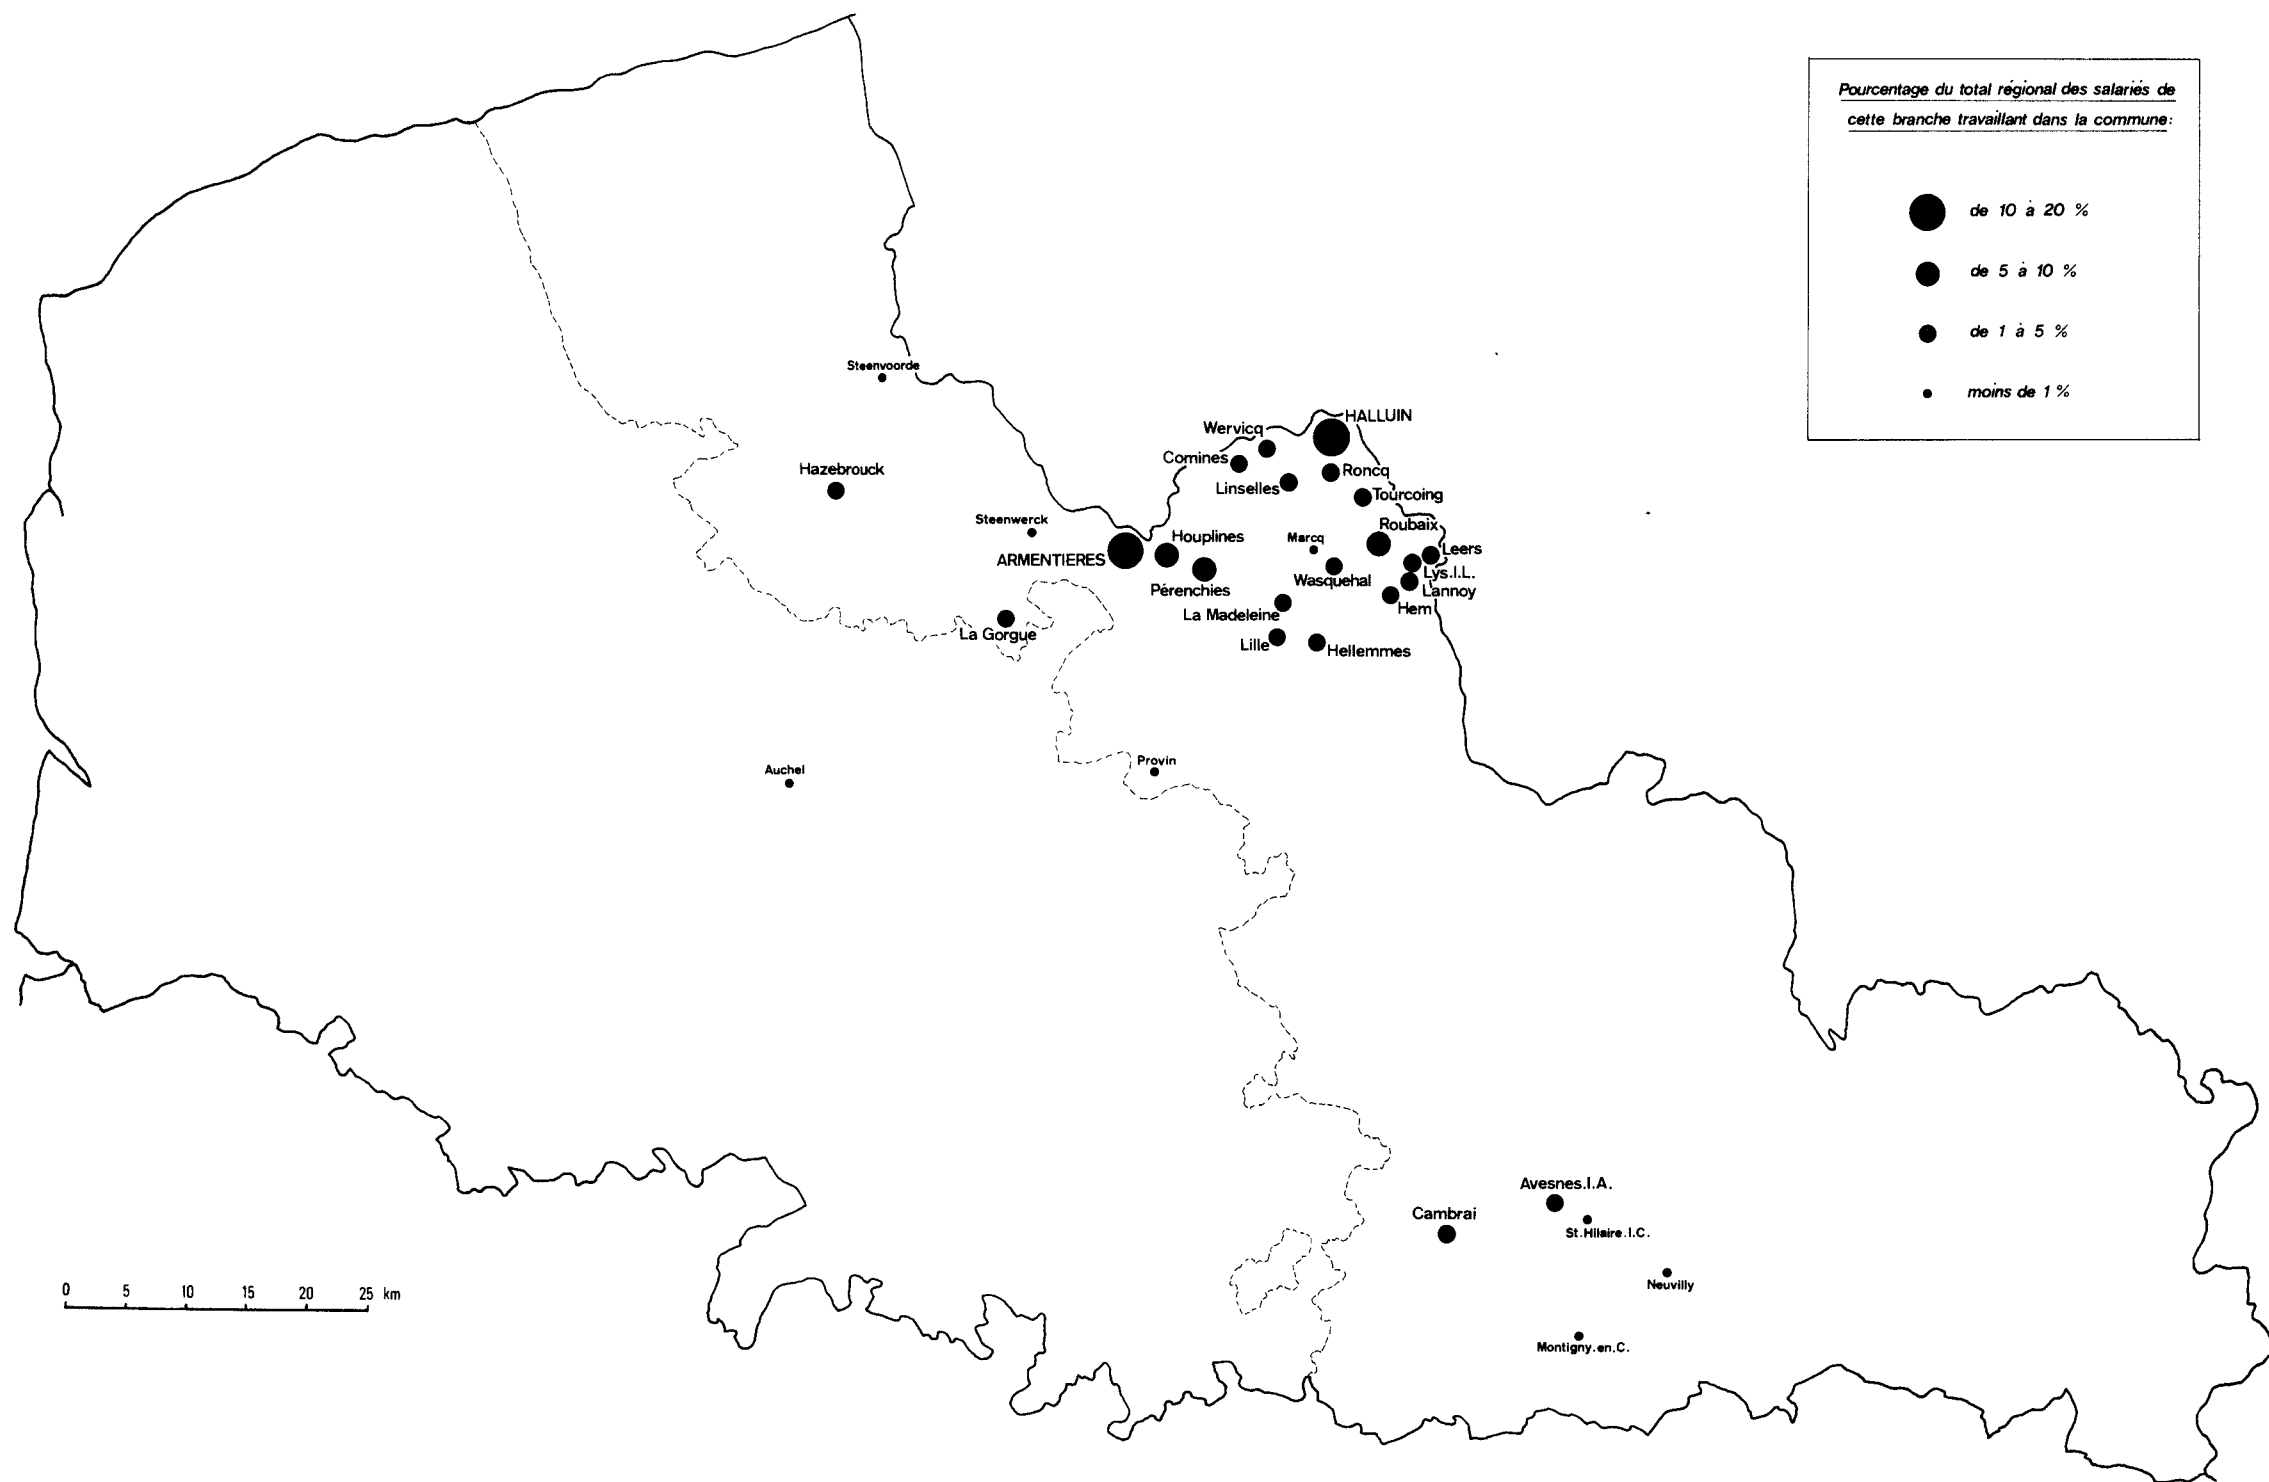 Pourcentage du total régional des salariés de
cette branche travaillant dans la commune:
de 10 à 20 %
de 5 à 10 %
de 1 à 5 %
moins de 1 %
Steenvoorde
HALLUIN
Wervicq
Comines
Roncq
Hazebrouck
Linselles
Tourcoing
Steenwerck
Roubaix
Houplines
Marcq
Leers
ARMENTIERES
Lys.l.L.
Wasquehal
Pérenchies
Lannoy
Hem
La Madeleine
La Gorgue
Lille
Hellemmes
Provin
Auchel
Avesnes.l.A.
Cambrai
St.Hilaire.l.C.
Neuvilly
Montigny.en.C.
0 5 10 15 20 25 km